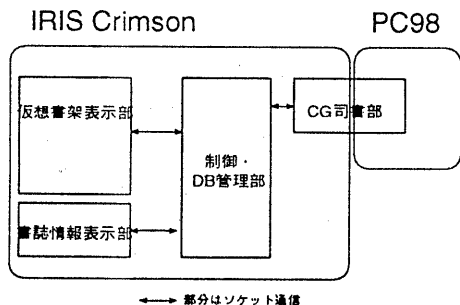 IRIS Crimson
PC98
仮想書架表示部
制御・
DB管理部
CG司書部
書誌情報表示部
部分はソケット通信